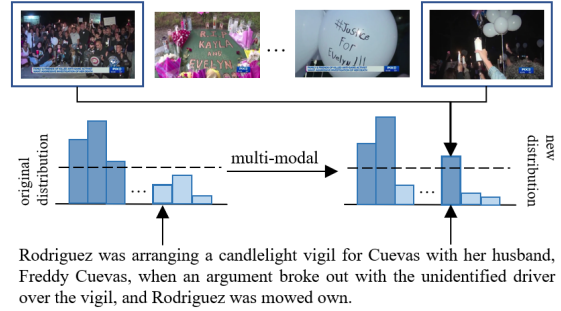 R.I.P
KAYLA
AND
EVELYN
...
#Justice
For
Evelyn!!!
original
distribution
multi-modal
new
distribution
...
...
Rodriguez was arranging a candlelight vigil for Cuevas with her husband,
Freddy Cuevas, when an argument broke out with the unidentified driver
over the vigil, and Rodriguez was mowed own.